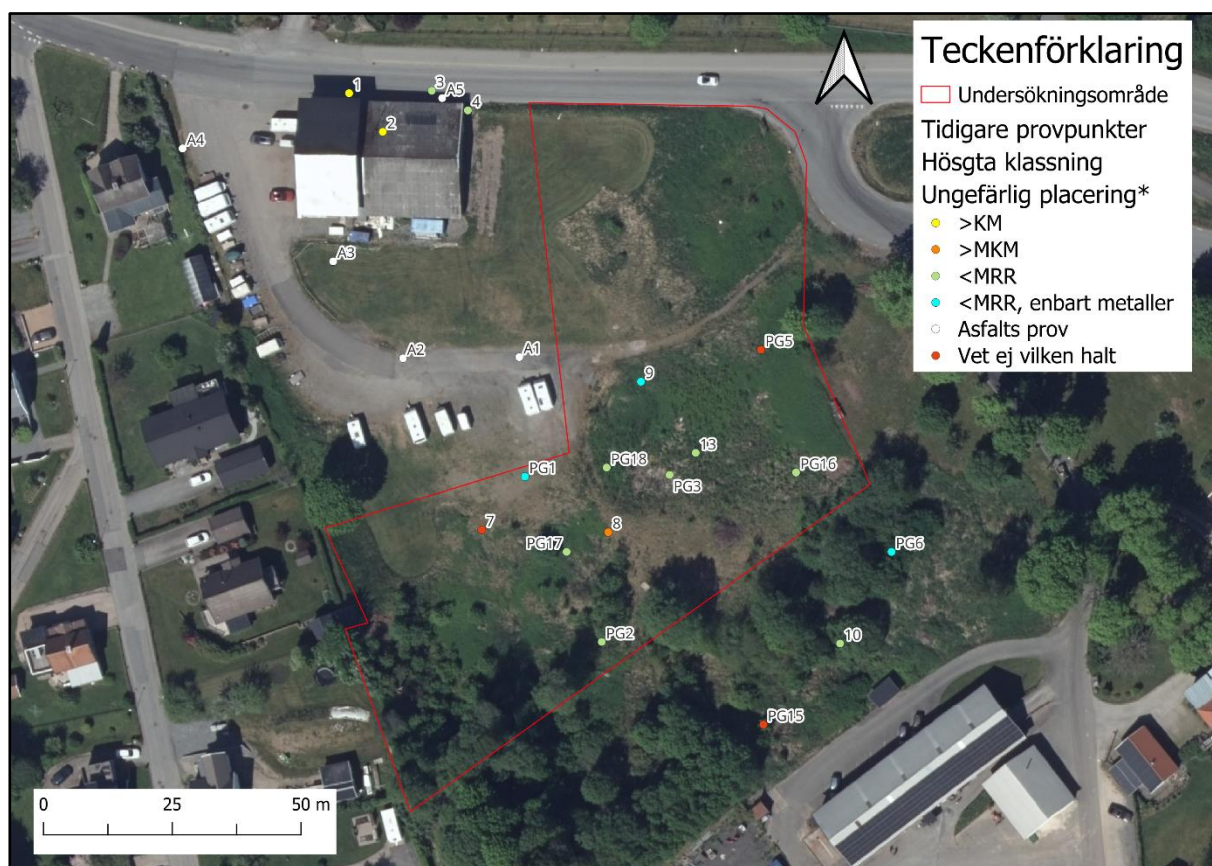 Teckenförklaring
Undersökningsområde
Tidigare provpunkter
Hösgta klassning
Ungefärlig placering*
>KM
>MKM
<MRR
<MRR, enbart metaller
Asfalts prov
Vet ej vilken halt
1
3
A5
4
2
A4
A3
A2
A1
PG5
9
13
PG18
PG3
PG16
PG1
7
8
PG17
PG6
PG2
10
PG15
0 25 50 m